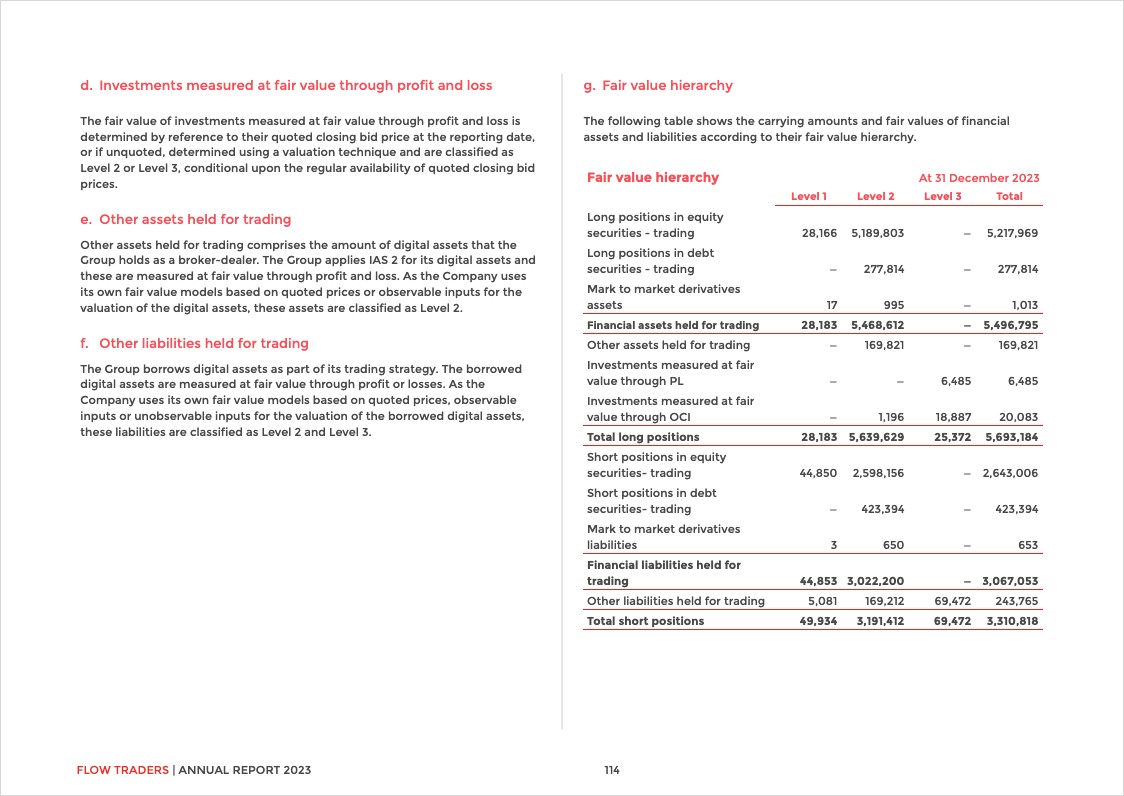 d. Investments measured at fair value through profit and loss
The fair value of investments measured at fair value through profit and loss is
determined by reference to their quoted closing bid price at the reporting date,
or if unquoted, determined using a valuation technique and are classified as
Level 2 or Level 3, conditional upon the regular availability of quoted closing bid
prices.
e. Other assets held for trading
Other assets held for trading comprises the amount of digital assets that the
Group holds as a broker-dealer. The Group applies IAS 2 for its digital assets and
these are measured at fair value through profit and loss. As the Company uses
its own fair value models based on quoted prices or observable inputs for the
valuation of the digital assets, these assets are classified as Level 2.
f. Other liabilities held for trading
The Group borrows digital assets as part of its trading strategy. The borrowed
digital assets are measured at fair value through profit or losses. As the
Company uses its own fair value models based on quoted prices, observable
inputs or unobservable inputs for the valuation of the borrowed digital assets,
these liabilities are classified as Level 2 and Level 3.
g. Fair value hierarchy
The following table shows the carrying amounts and fair values of financial
assets and liabilities according to their fair value hierarchy.
Fair value hierarchy At 31 December 2023
Level 1 Level 2 Level 3 Total
Long positions in equity
securities - trading 28,166 5,189,803 – 5,217,969
Long positions in debt
securities - trading – 277,814 – 277,814
Mark to market derivatives
assets 17 995 – 1,013
Financial assets held for trading 28,183 5,468,612 – 5,496,795
Other assets held for trading – 169,821 – 169,821
Investments measured at fair
value through PL – – 6,485 6,485
Investments measured at fair
value through OCI – 1,196 18,887 20,083
Total long positions 28,183 5,639,629 25,372 5,693,184
Short positions in equity
securities- trading 44,850 2,598,156 – 2,643,006
Short positions in debt
securities- trading – 423,394 – 423,394
Mark to market derivatives
liabilities 3 650 – 653
Financial liabilities held for
trading 44,853 3,022,200 – 3,067,053
Other liabilities held for trading 5,081 169,212 69,472 243,765
Total short positions 49,934 3,191,412 69,472 3,310,818
FLOW TRADERS | ANNUAL REPORT 2023 114